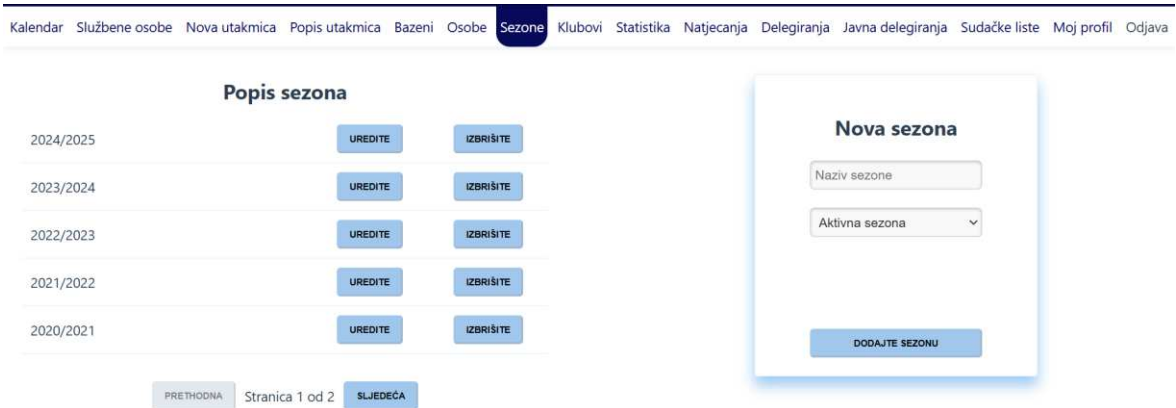 Kalendar Službene osobe Nova utakmica Popis utakmica Bazeni Osobe Sezone Klubovi Statistika Natjecanja Delegiranja Javna delegiranja Sudačke liste Moj profil Odjava
Popis sezona
2024/2025 UREDITE IZBRIŠITE
2023/2024 UREDITE IZBRIŠITE
2022/2023 UREDITE IZBRIŠITE
2021/2022 UREDITE IZBRIŠITE
2020/2021 UREDITE IZBRIŠITE
PRETHODNA Stranica 1 od 2 SLJEDEĆA
Nova sezona
Naziv sezone
Aktivna sezona
DODAJTE SEZONU